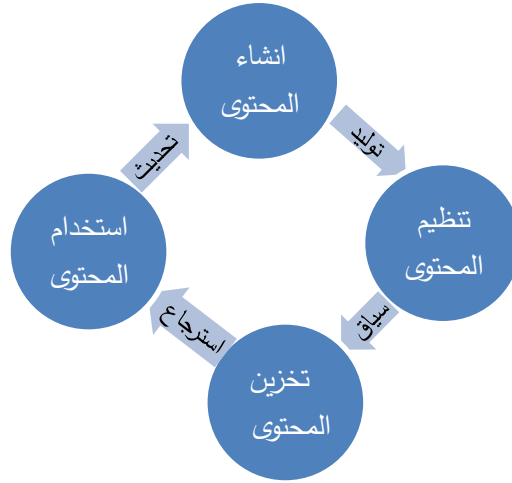 انشاء
المحتوى
توليد
تنظيم
المحتوى
سياق
تخزين
المحتوى
استرجاع
استخدام
المحتوى
تحديث